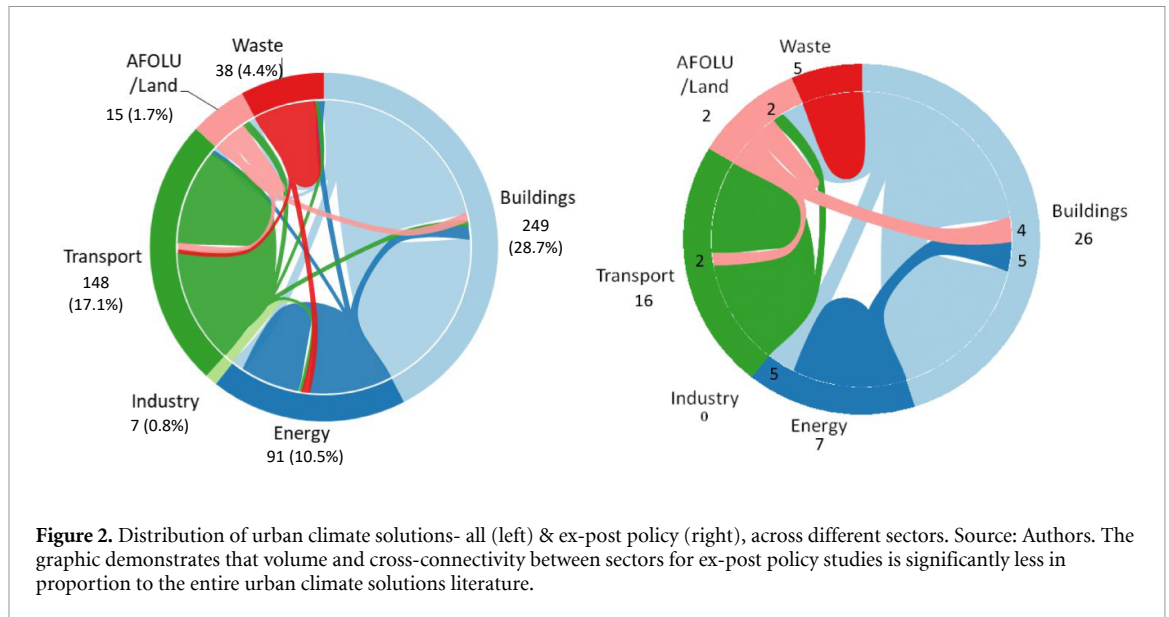 Waste
38 (4.4%)
AFOLU
/Land
15 (1.7%)
Buildings
249
(28.7%)
Transport
148
(17.1%)
Industry
7 (0.8%)
Energy
91 (10.5%)
Waste
5
AFOLU
/Land
2
2
Buildings
26
4
5
Transport
16
2
Industry
0
5
Energy
7
Figure 2. Distribution of urban climate solutions- all (left) & ex-post policy (right), across different sectors. Source: Authors. The
graphic demonstrates that volume and cross-connectivity between sectors for ex-post policy studies is significantly less in
proportion to the entire urban climate solutions literature.